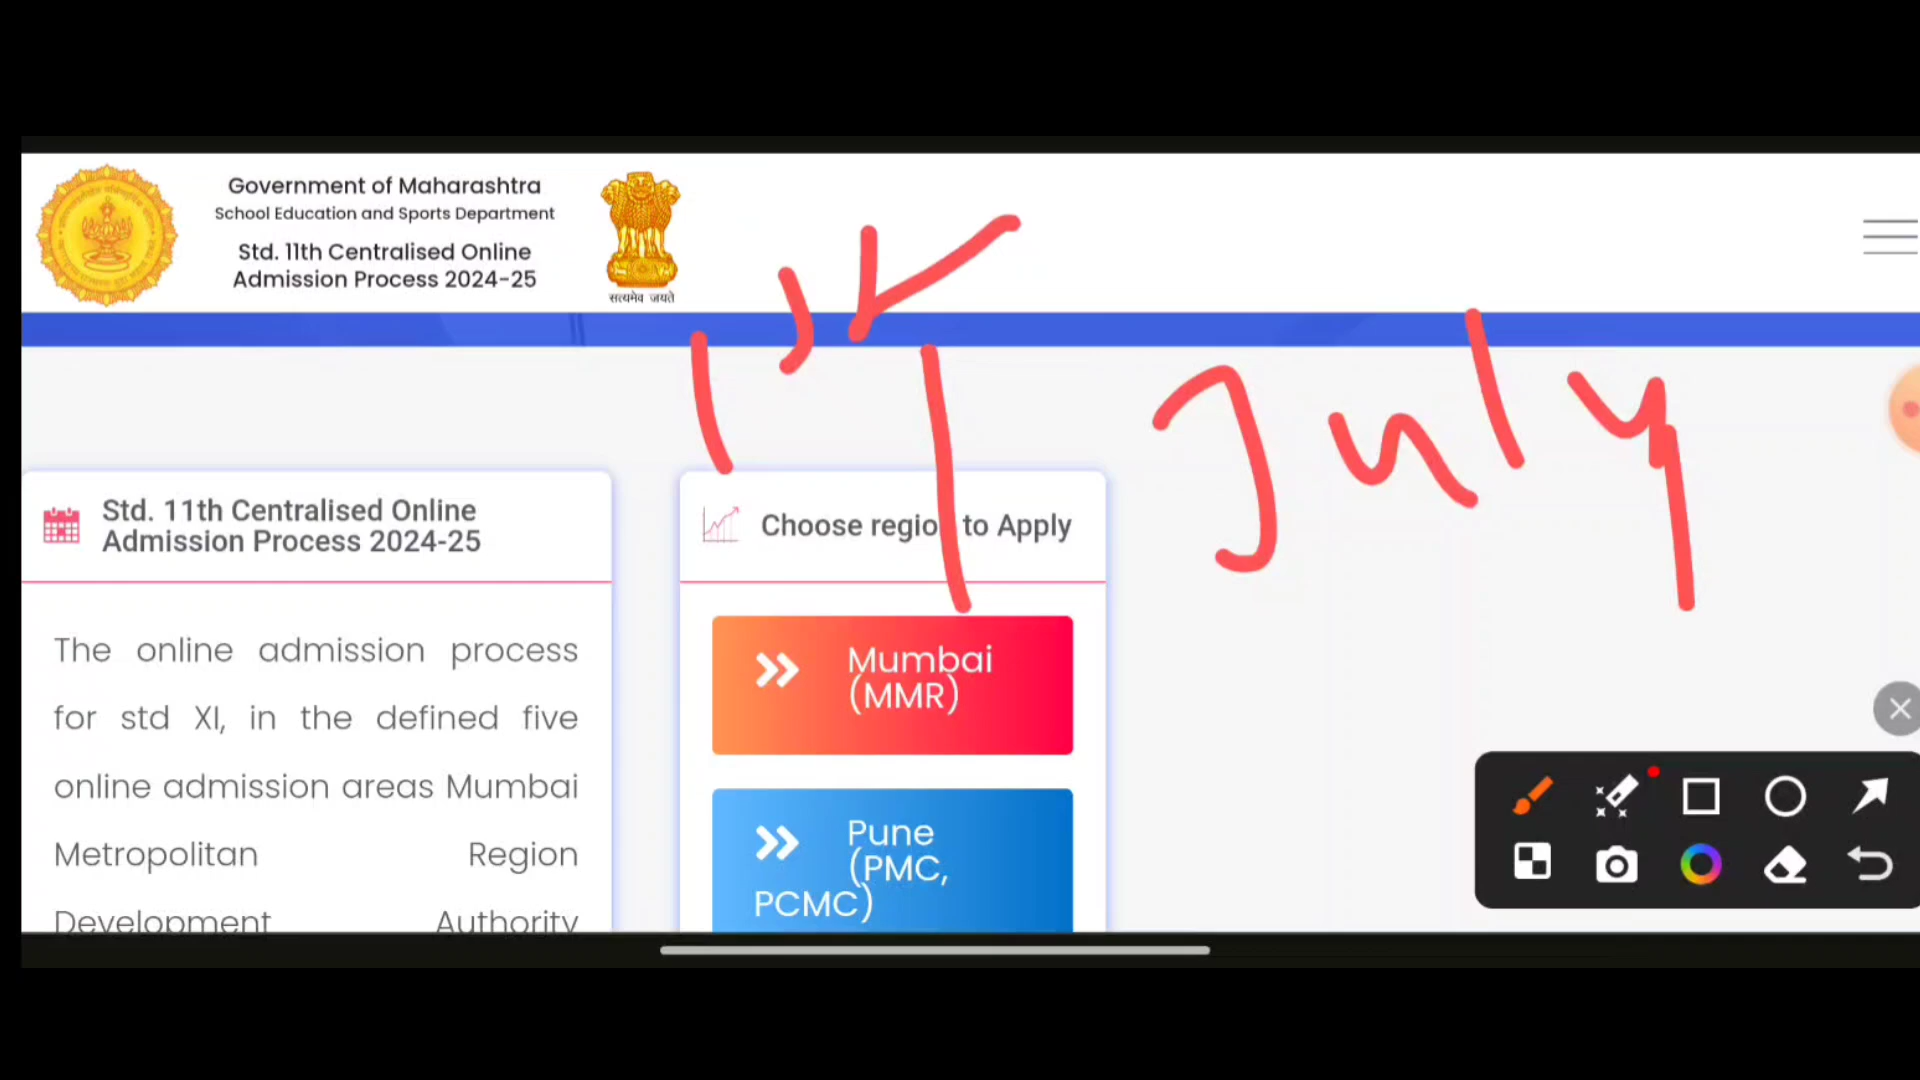 Government of Maharashtra
School Education and Sports Department
Std. 11th Centralised Online
Admission Process 2024-25
सत्यमेव जयते
July
Std. 11th Centralised Online
Admission Process 2024-25
Choose region to Apply
The online admission process
for std XI, in the defined five
online admission areas Mumbai
Metropolitan Region
Development Authority
Mumbai
(MMR)
Pune
(PMC,
PCMC)